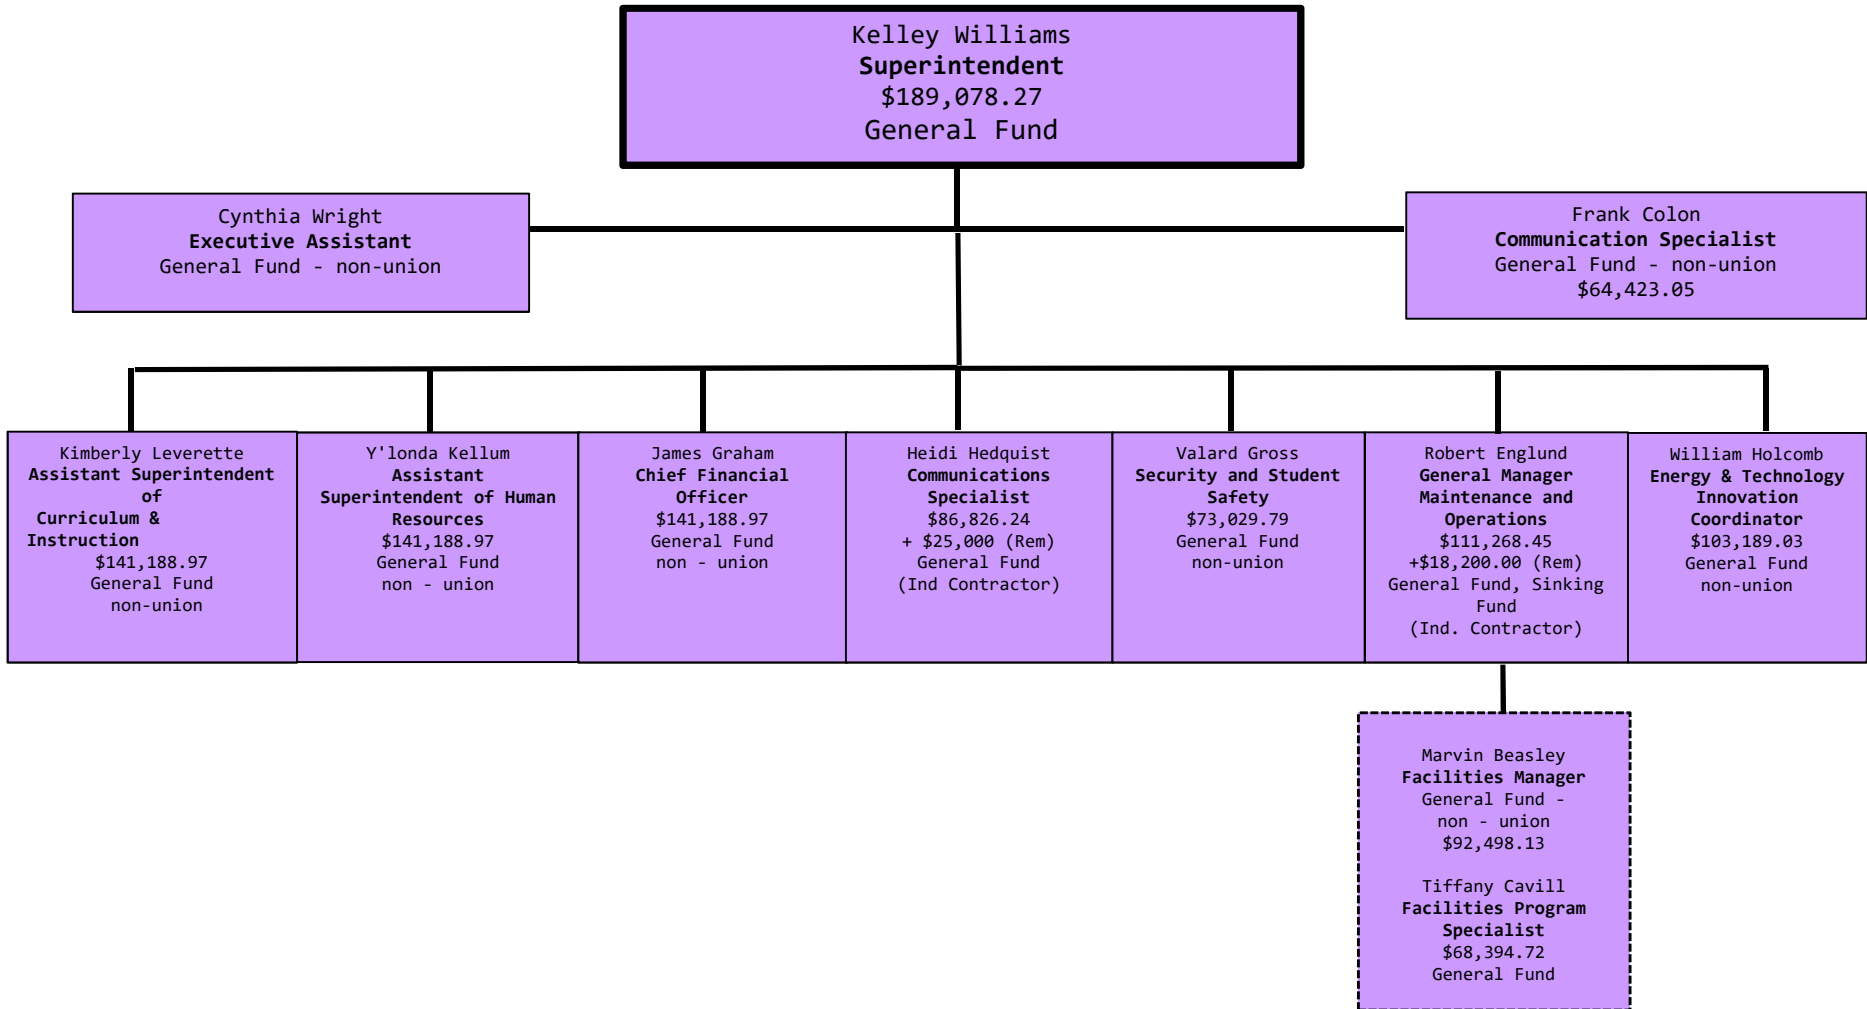 Kelley Williams
Superintendent
$189,078.27
General Fund
Cynthia Wright
Executive Assistant
General Fund - non-union
Frank Colon
Communication Specialist
General Fund - non-union
$64,423.05
Kimberly Leverette
Assistant Superintendent
of
Curriculum &
Instruction
$141,188.97
General Fund
non-union
Y'londa Kellum
Assistant
Superintendent of Human
Resources
$141,188.97
General Fund
non - union
James Graham
Chief Financial
Officer
$141,188.97
General Fund
non - union
Heidi Hedquist
Communications
Specialist
$86,826.24
+ $25,000 (Rem)
General Fund
(Ind Contractor)
Valard Gross
Security and Student
Safety
$73,029.79
General Fund
non-union
Robert Englund
General Manager
Maintenance and
Operations
$111,268.45
+$18,200.00 (Rem)
General Fund, Sinking
Fund
(Ind. Contractor)
William Holcomb
Energy & Technology
Innovation
Coordinator
$103,189.03
General Fund
non-union
Marvin Beasley
Facilities Manager
General Fund -
non - union
$92,498.13
Tiffany Cavill
Facilities Program
Specialist
$68,394.72
General Fund